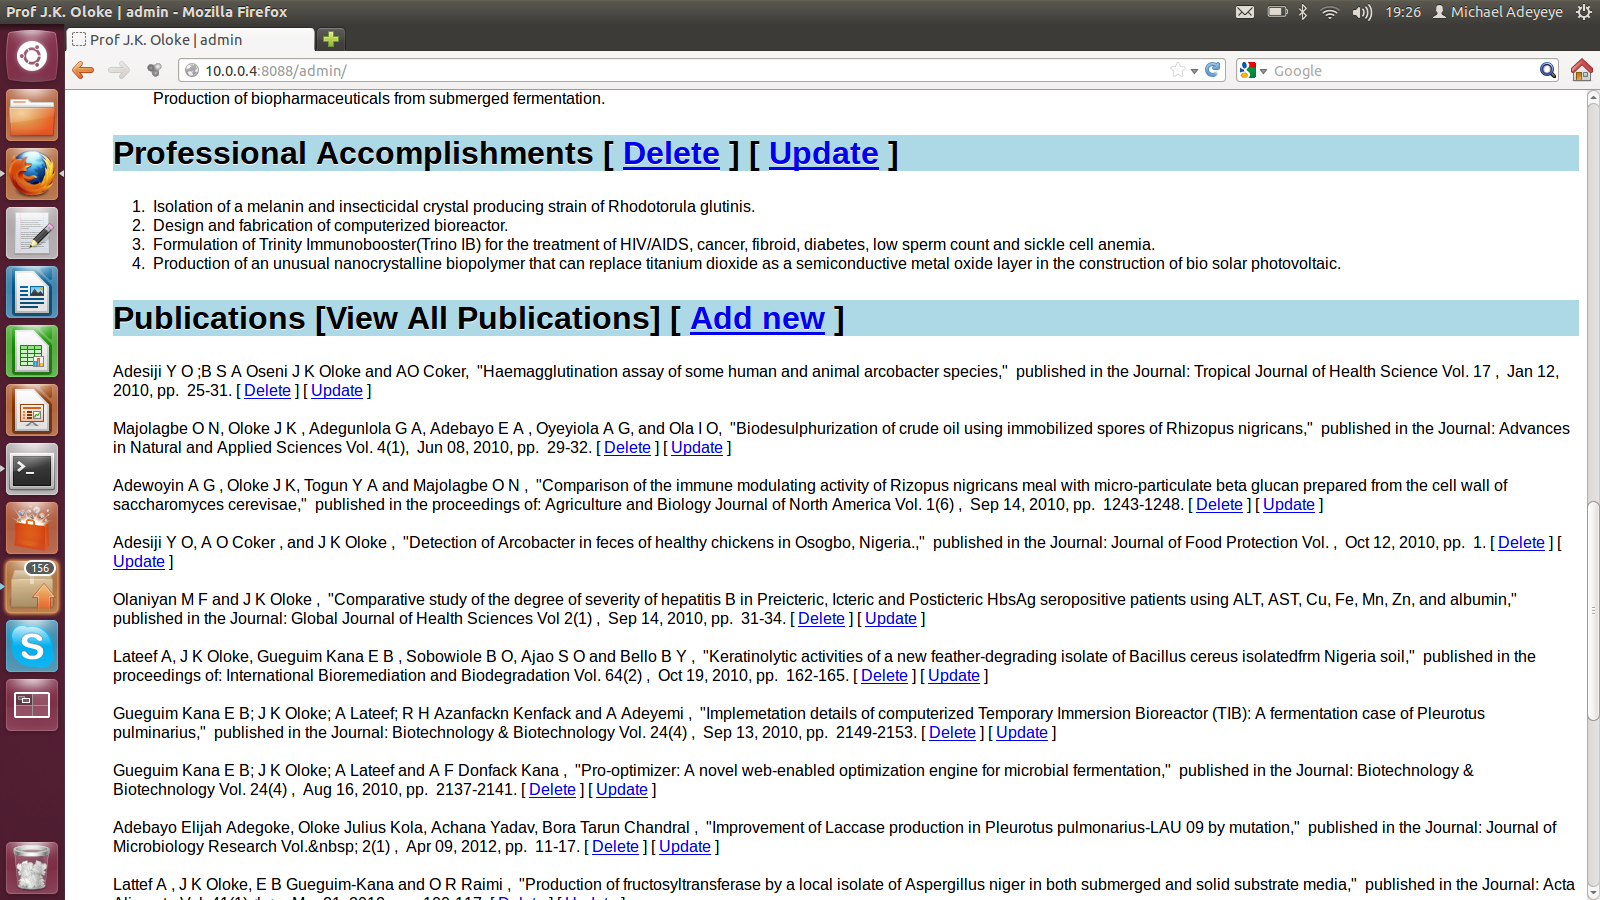 Prof J.K. Oloke | admin - Mozilla Firefox
19:26 Michael Adeyeye
Prof J.K. Oloke | admin
10.0.0.4:8088/admin/
Google
Production of biopharmaceuticals from submerged fermentation.
Professional Accomplishments [ Delete ] [ Update ]
1. Isolation of a melanin and insecticidal crystal producing strain of Rhodotorula glutinis.
2. Design and fabrication of computerized bioreactor.
3. Formulation of Trinity Immunobooster(Trino IB) for the treatment of HIV/AIDS, cancer, fibroid, diabetes, low sperm count and sickle cell anemia.
4. Production of an unusual nanocrystalline biopolymer that can replace titanium dioxide as a semiconductive metal oxide layer in the construction of bio solar photovoltaic.
Publications [View All Publications] [ Add new ]
Adesiji Y O ;B S A Oseni J K Oloke and AO Coker, "Haemagglutination assay of some human and animal arcobacter species," published in the Journal: Tropical Journal of Health Science Vol. 17 , Jan 12,
2010, pp. 25-31. [ Delete ] [ Update ]
Majolagbe O N, Oloke J K , Adegunlola G A, Adebayo E A , Oyeyiola A G, and Ola I O, "Biodesulphurization of crude oil using immobilized spores of Rhizopus nigricans," published in the Journal: Advances
in Natural and Applied Sciences Vol. 4(1), Jun 08, 2010, pp. 29-32. [ Delete ] [ Update ]
Adewoyin A G , Oloke J K, Togun Y A and Majolagbe O N , "Comparison of the immune modulating activity of Rizopus nigricans meal with micro-particulate beta glucan prepared from the cell wall of
saccharomyces cerevisae," published in the proceedings of: Agriculture and Biology Journal of North America Vol. 1(6) , Sep 14, 2010, pp. 1243-1248. [ Delete ] [ Update ]
Adesiji Y O, A O Coker , and J K Oloke , "Detection of Arcobacter in feces of healthy chickens in Osogbo, Nigeria.," published in the Journal: Journal of Food Protection Vol. , Oct 12, 2010, pp. 1. [ Delete ] [
Update ]
156
Olaniyan M F and J K Oloke , "Comparative study of the degree of severity of hepatitis B in Preicteric, Icteric and Posticteric HbsAg seropositive patients using ALT, AST, Cu, Fe, Mn, Zn, and albumin,"
published in the Journal: Global Journal of Health Sciences Vol 2(1) , Sep 14, 2010, pp. 31-34. [ Delete ] [ Update ]
Lateef A, J K Oloke, Gueguim Kana E B , Sobowiole B O, Ajao S O and Bello B Y , "Keratinolytic activities of a new feather-degrading isolate of Bacillus cereus isolatedfrm Nigeria soil," published in the
proceedings of: International Bioremediation and Biodegradation Vol. 64(2) , Oct 19, 2010, pp. 162-165. [ Delete ] [ Update ]
Gueguim Kana E B; J K Oloke; A Lateef; R H Azanfackn Kenfack and A Adeyemi , "Implemetation details of computerized Temporary Immersion Bioreactor (TIB): A fermentation case of Pleurotus
pulminarius," published in the Journal: Biotechnology & Biotechnology Vol. 24(4) , Sep 13, 2010, pp. 2149-2153. [ Delete ] [ Update ]
Gueguim Kana E B; J K Oloke; A Lateef and A F Donfack Kana , "Pro-optimizer: A novel web-enabled optimization engine for microbial fermentation," published in the Journal: Biotechnology &
Biotechnology Vol. 24(4) , Aug 16, 2010, pp. 2137-2141. [ Delete ] [ Update ]
Adebayo Elijah Adegoke, Oloke Julius Kola, Achana Yadav, Bora Tarun Chandral , "Improvement of Laccase production in Pleurotus pulmonarius-LAU 09 by mutation," published in the Journal: Journal of
Microbiology Research Vol.&nbsp; 2(1) , Apr 09, 2012, pp. 11-17. [ Delete ] [ Update ]
Lattef A , J K Oloke, E B Gueguim-Kana and O R Raimi , "Production of fructosyltransferase by a local isolate of Aspergillus niger in both submerged and solid substrate media," published in the Journal: Acta